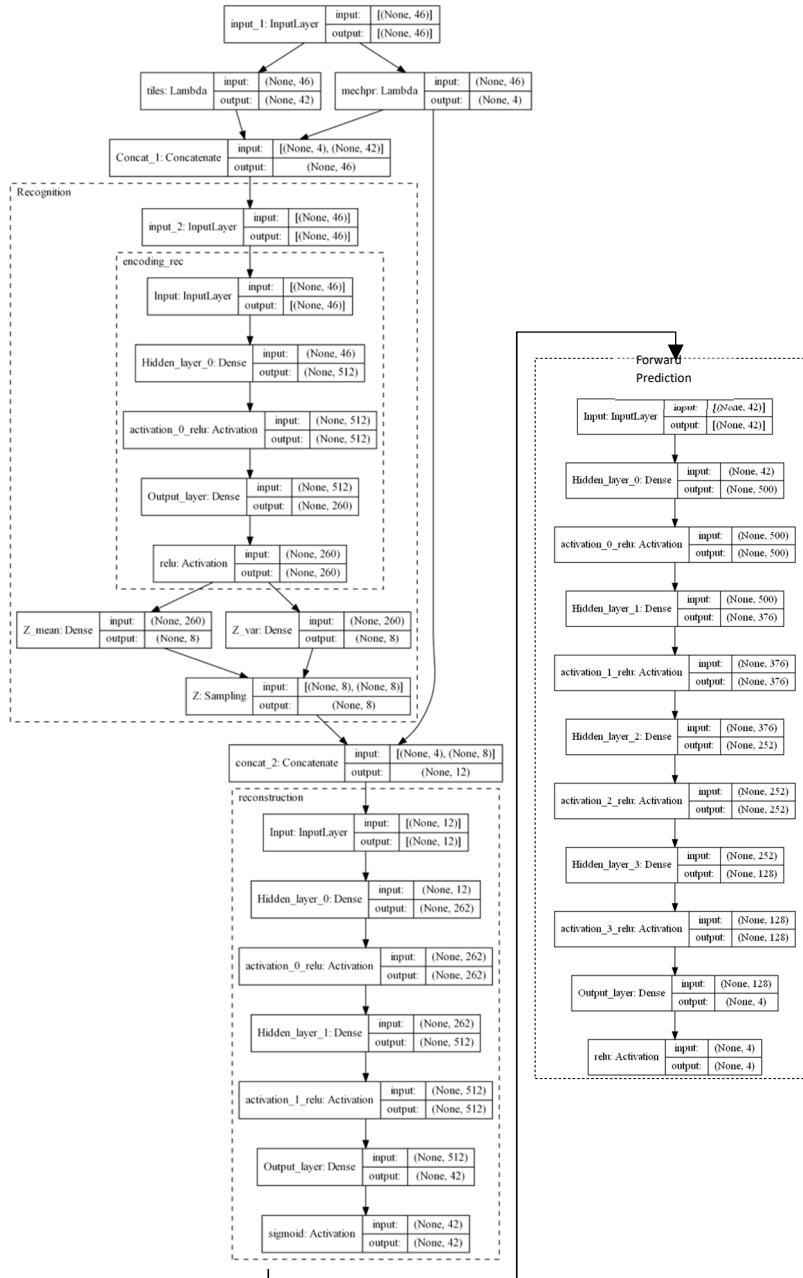 input_1: InputLayer
input: [(None, 46)]
output: [(None, 46)]
tiles: Lambda
input: (None, 46)
output: (None, 42)
mechpr: Lambda
input: (None, 46)
output: (None, 4)
Concat_1: Concatenate
input: [(None, 4), (None, 42)]
output: (None, 46)
Recognition
input_2: InputLayer
input: [(None, 46)]
output: [(None, 46)]
encoding_rec
Input: InputLayer
input: [(None, 46)]
output: [(None, 46)]
Hidden_layer_0: Dense
input: (None, 46)
output: (None, 512)
activation_0_relu: Activation
input: (None, 512)
output: (None, 512)
Output_layer: Dense
input: (None, 512)
output: (None, 260)
relu: Activation
input: (None, 260)
output: (None, 260)
Z_mean: Dense
input: (None, 260)
output: (None, 8)
Z_var: Dense
input: (None, 260)
output: (None, 8)
Z: Sampling
input: [(None, 8), (None, 8)]
output: (None, 8)
concat_2: Concatenate
input: [(None, 4), (None, 8)]
output: (None, 12)
reconstruction
Input: InputLayer
input: [(None, 12)]
output: [(None, 12)]
Hidden_layer_0: Dense
input: (None, 12)
output: (None, 262)
activation_0_relu: Activation
input: (None, 262)
output: (None, 262)
Hidden_layer_1: Dense
input: (None, 262)
output: (None, 512)
activation_1_relu: Activation
input: (None, 512)
output: (None, 512)
Output_layer: Dense
input: (None, 512)
output: (None, 42)
sigmoid: Activation
input: (None, 42)
output: (None, 42)
Forward
Prediction
Input: InputLayer
input: [(None, 42)]
output: [(None, 42)]
Hidden_layer_0: Dense
input: (None, 42)
output: (None, 500)
activation_0_relu: Activation
input: (None, 500)
output: (None, 500)
Hidden_layer_1: Dense
input: (None, 500)
output: (None, 376)
activation_1_relu: Activation
input: (None, 376)
output: (None, 376)
Hidden_layer_2: Dense
input: (None, 376)
output: (None, 252)
activation_2_relu: Activation
input: (None, 252)
output: (None, 252)
Hidden_layer_3: Dense
input: (None, 252)
output: (None, 128)
activation_3_relu: Activation
input: (None, 128)
output: (None, 128)
Output_layer: Dense
input: (None, 128)
output: (None, 4)
relu: Activation
input: (None, 4)
output: (None, 4)